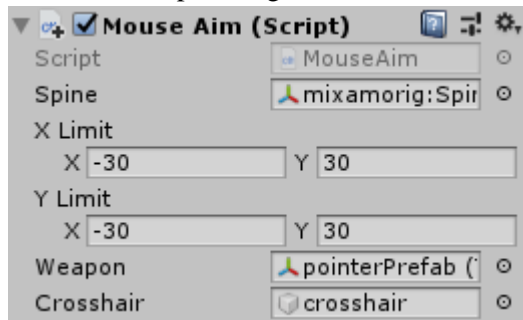 Mouse Aim (Script)
Script MouseAim
Spine mixamorig:Spir
X Limit
X -30 Y 30
Y Limit
X -30 Y 30
Weapon pointerPrefab (
Crosshair crosshair